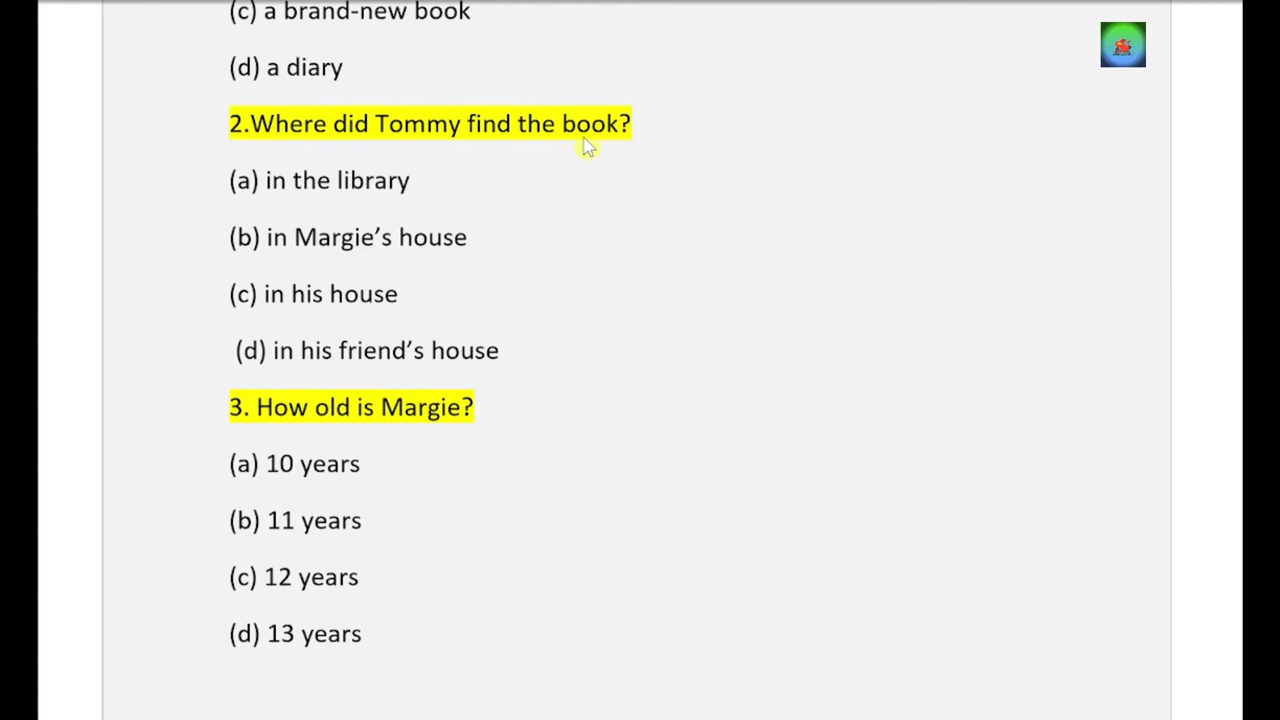 (c) a brand-new book
(d) a diary
2.Where did Tommy find the book?
(a) in the library
(b) in Margie’s house
(c) in his house
(d) in his friend’s house
3. How old is Margie?
(a) 10 years
(b) 11 years
(c) 12 years
(d) 13 years